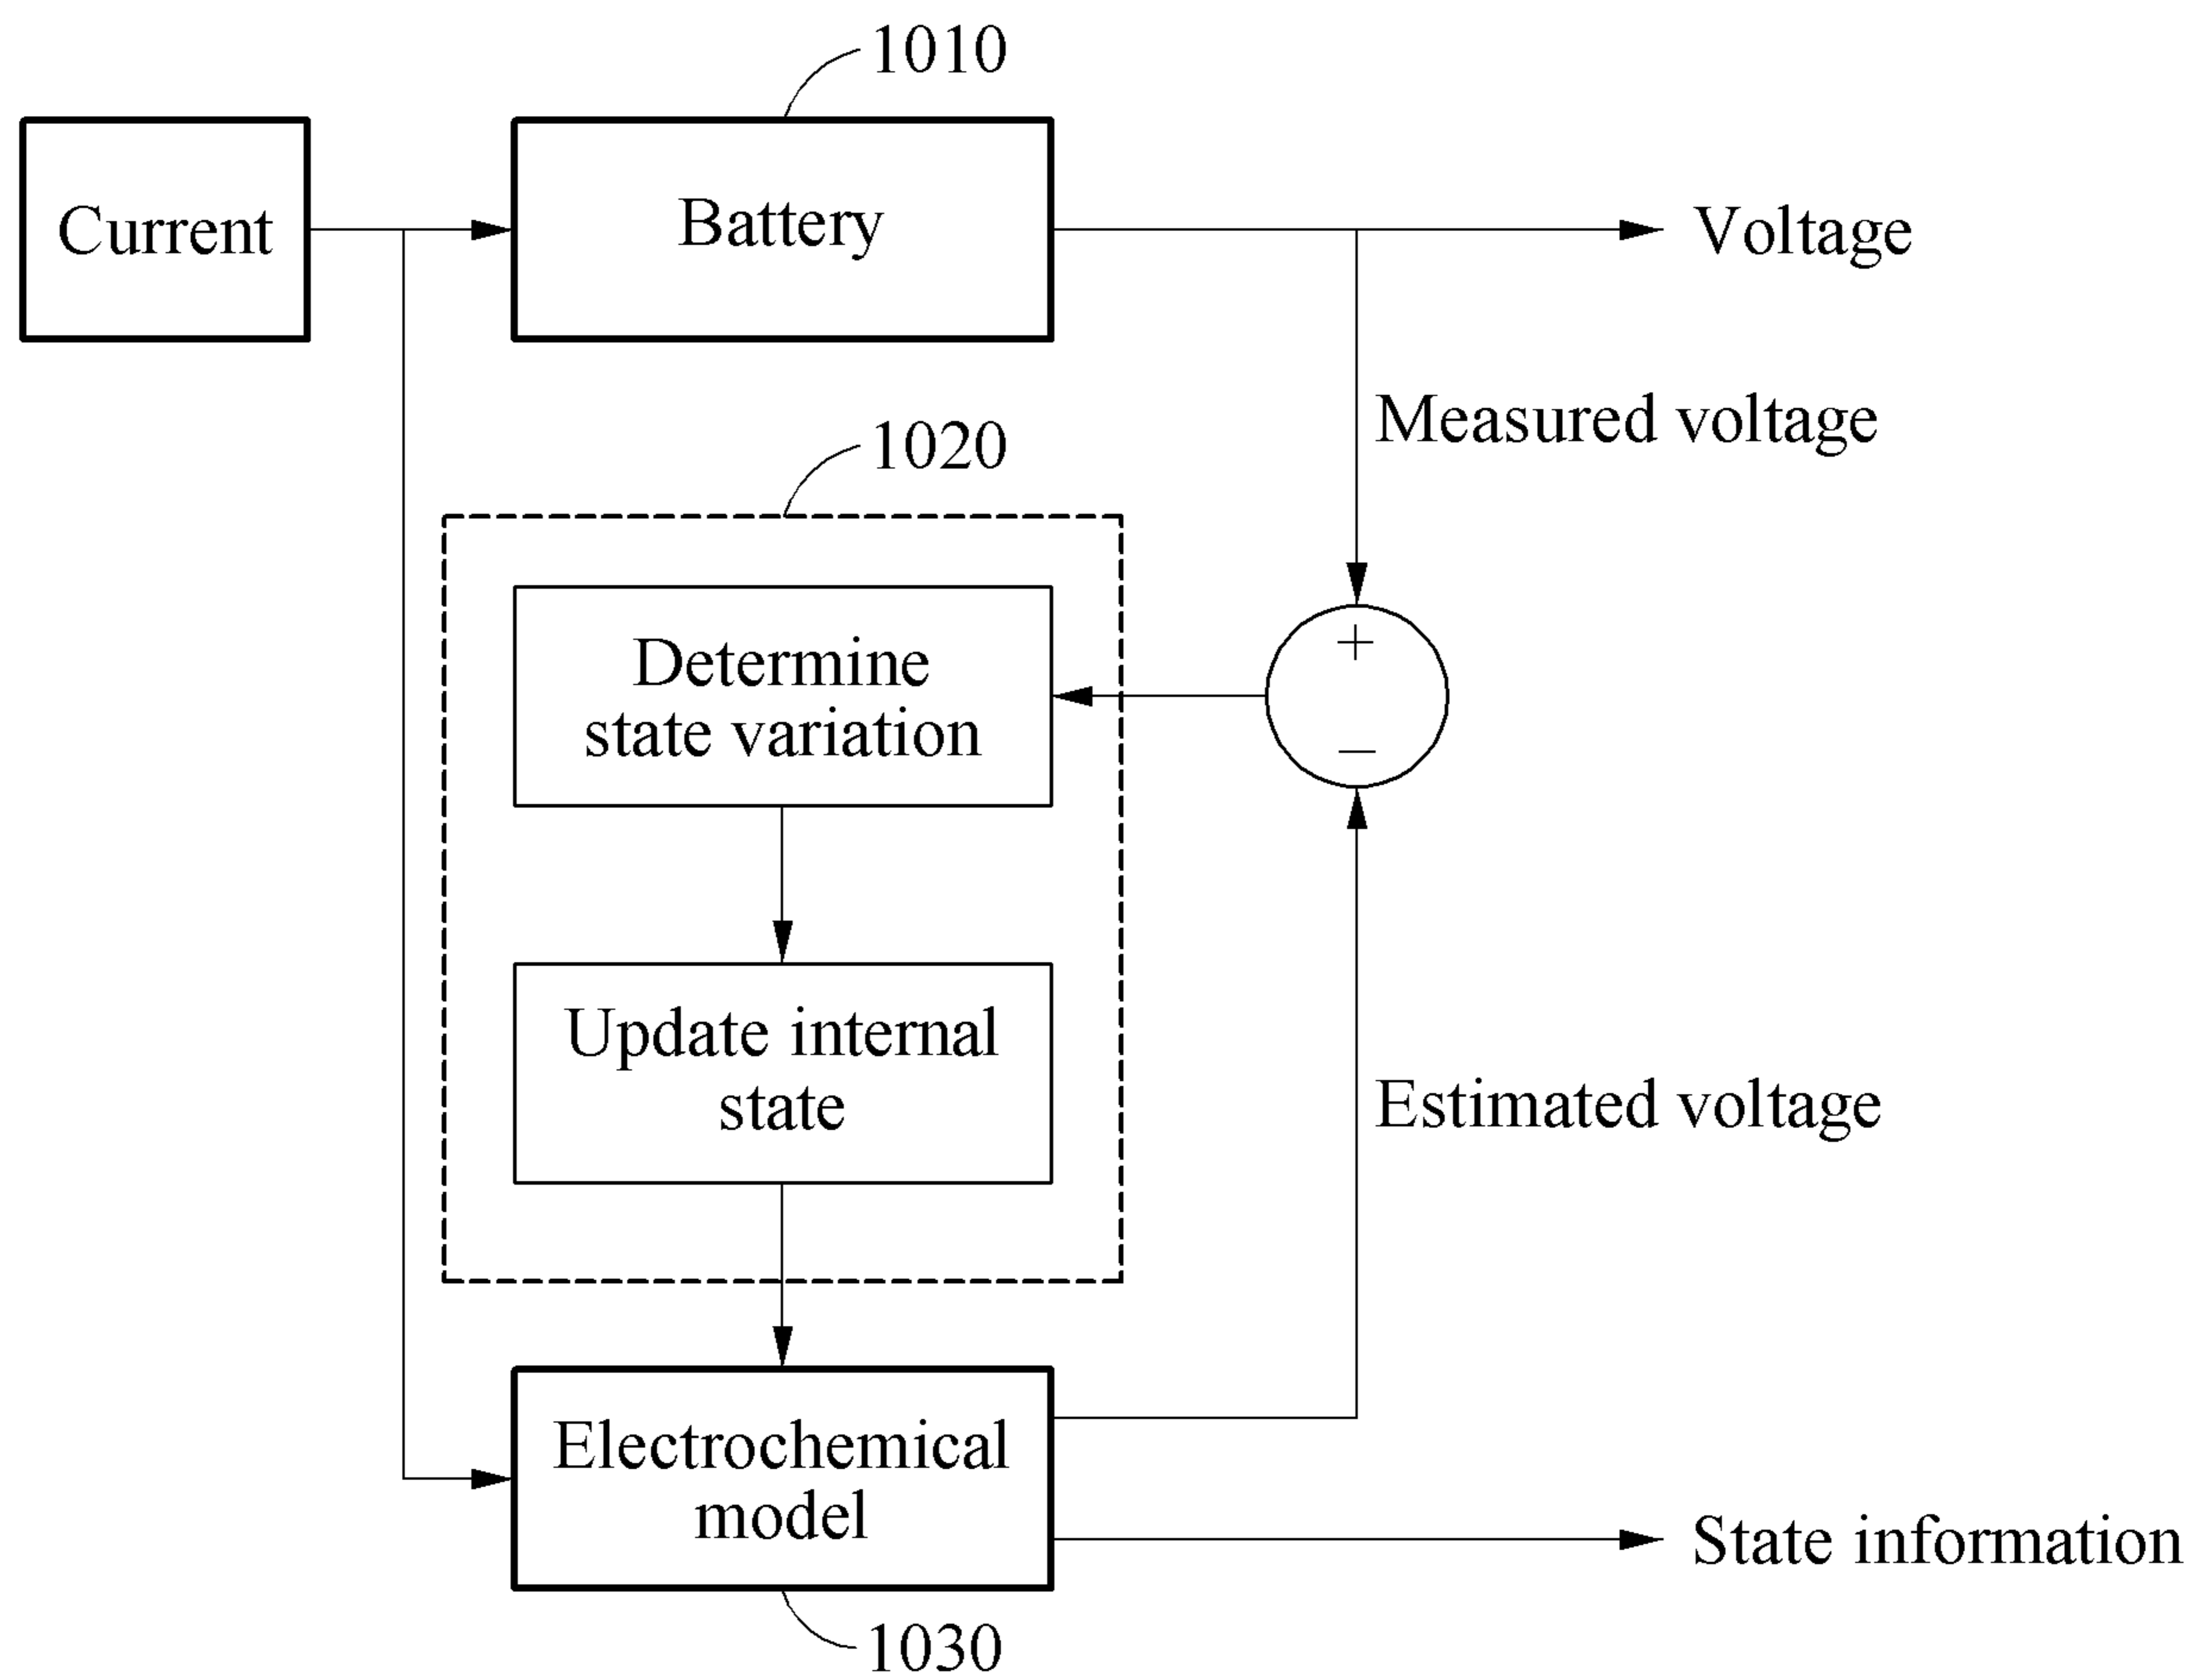 1010
Current
Battery
Voltage
Measured voltage
1020
+
Determine
state variation
−
Update internal
state
Estimated voltage
Electrochemical
model
State information
1030